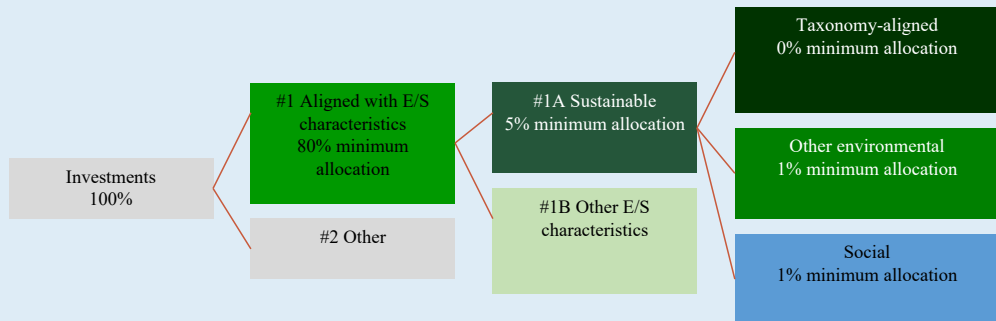 Investments
100%
#1 Aligned with E/S
characteristics
80% minimum
allocation
#2 Other
#1A Sustainable
5% minimum allocation
#1B Other E/S
characteristics
Taxonomy-aligned
0% minimum allocation
Other environmental
1% minimum allocation
Social
1% minimum allocation